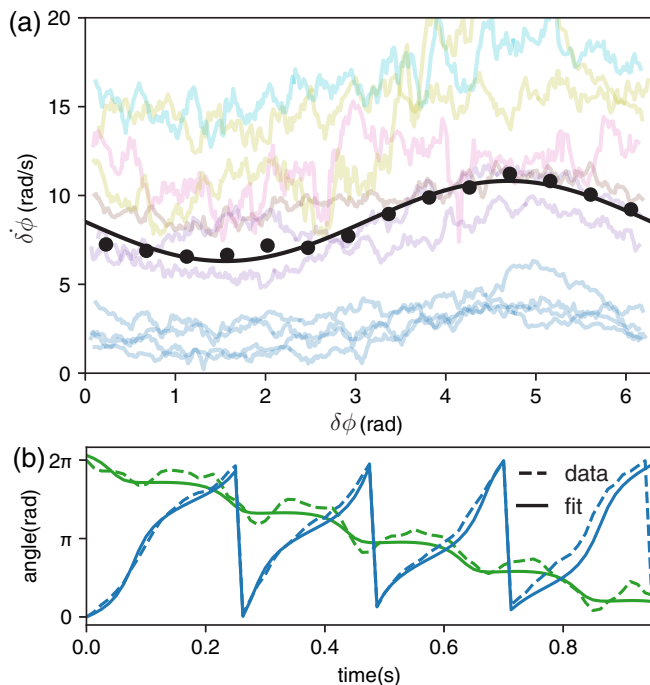 (a)
20
15
10
5
0
δφ̇ (rad/s)
0 1 2 3 4 5 6
δφ (rad)
(b)
2π
π
0
angle(rad)
data
fit
0.0 0.2 0.4 0.6 0.8
time(s)